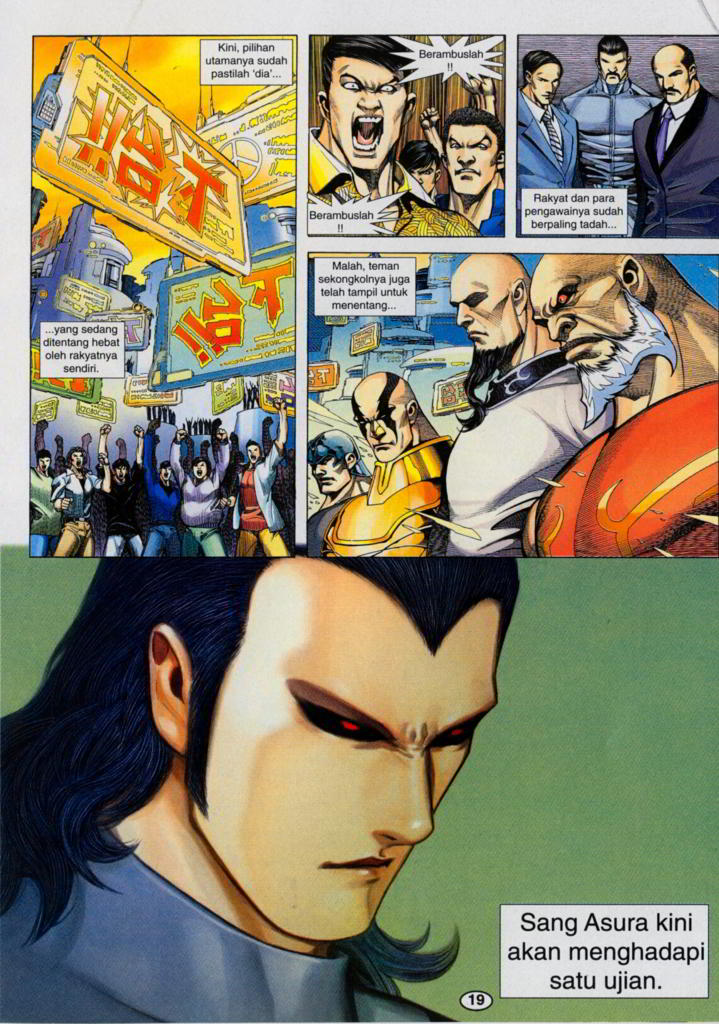 Kini, pilihan
utamanya sudah
pastilah 'dia'...
...yang sedang
ditentang hebat
oleh rakyatnya
sendiri.
Berambuslah
!!
Berambuslah
!!
Rakyat dan para
pengawainya sudah
berpaling tadah...
Malah, teman
sekongkolnya juga
telah tampil untuk
menentang...
Sang Asura kini
akan menghadapi
satu ujian.
19